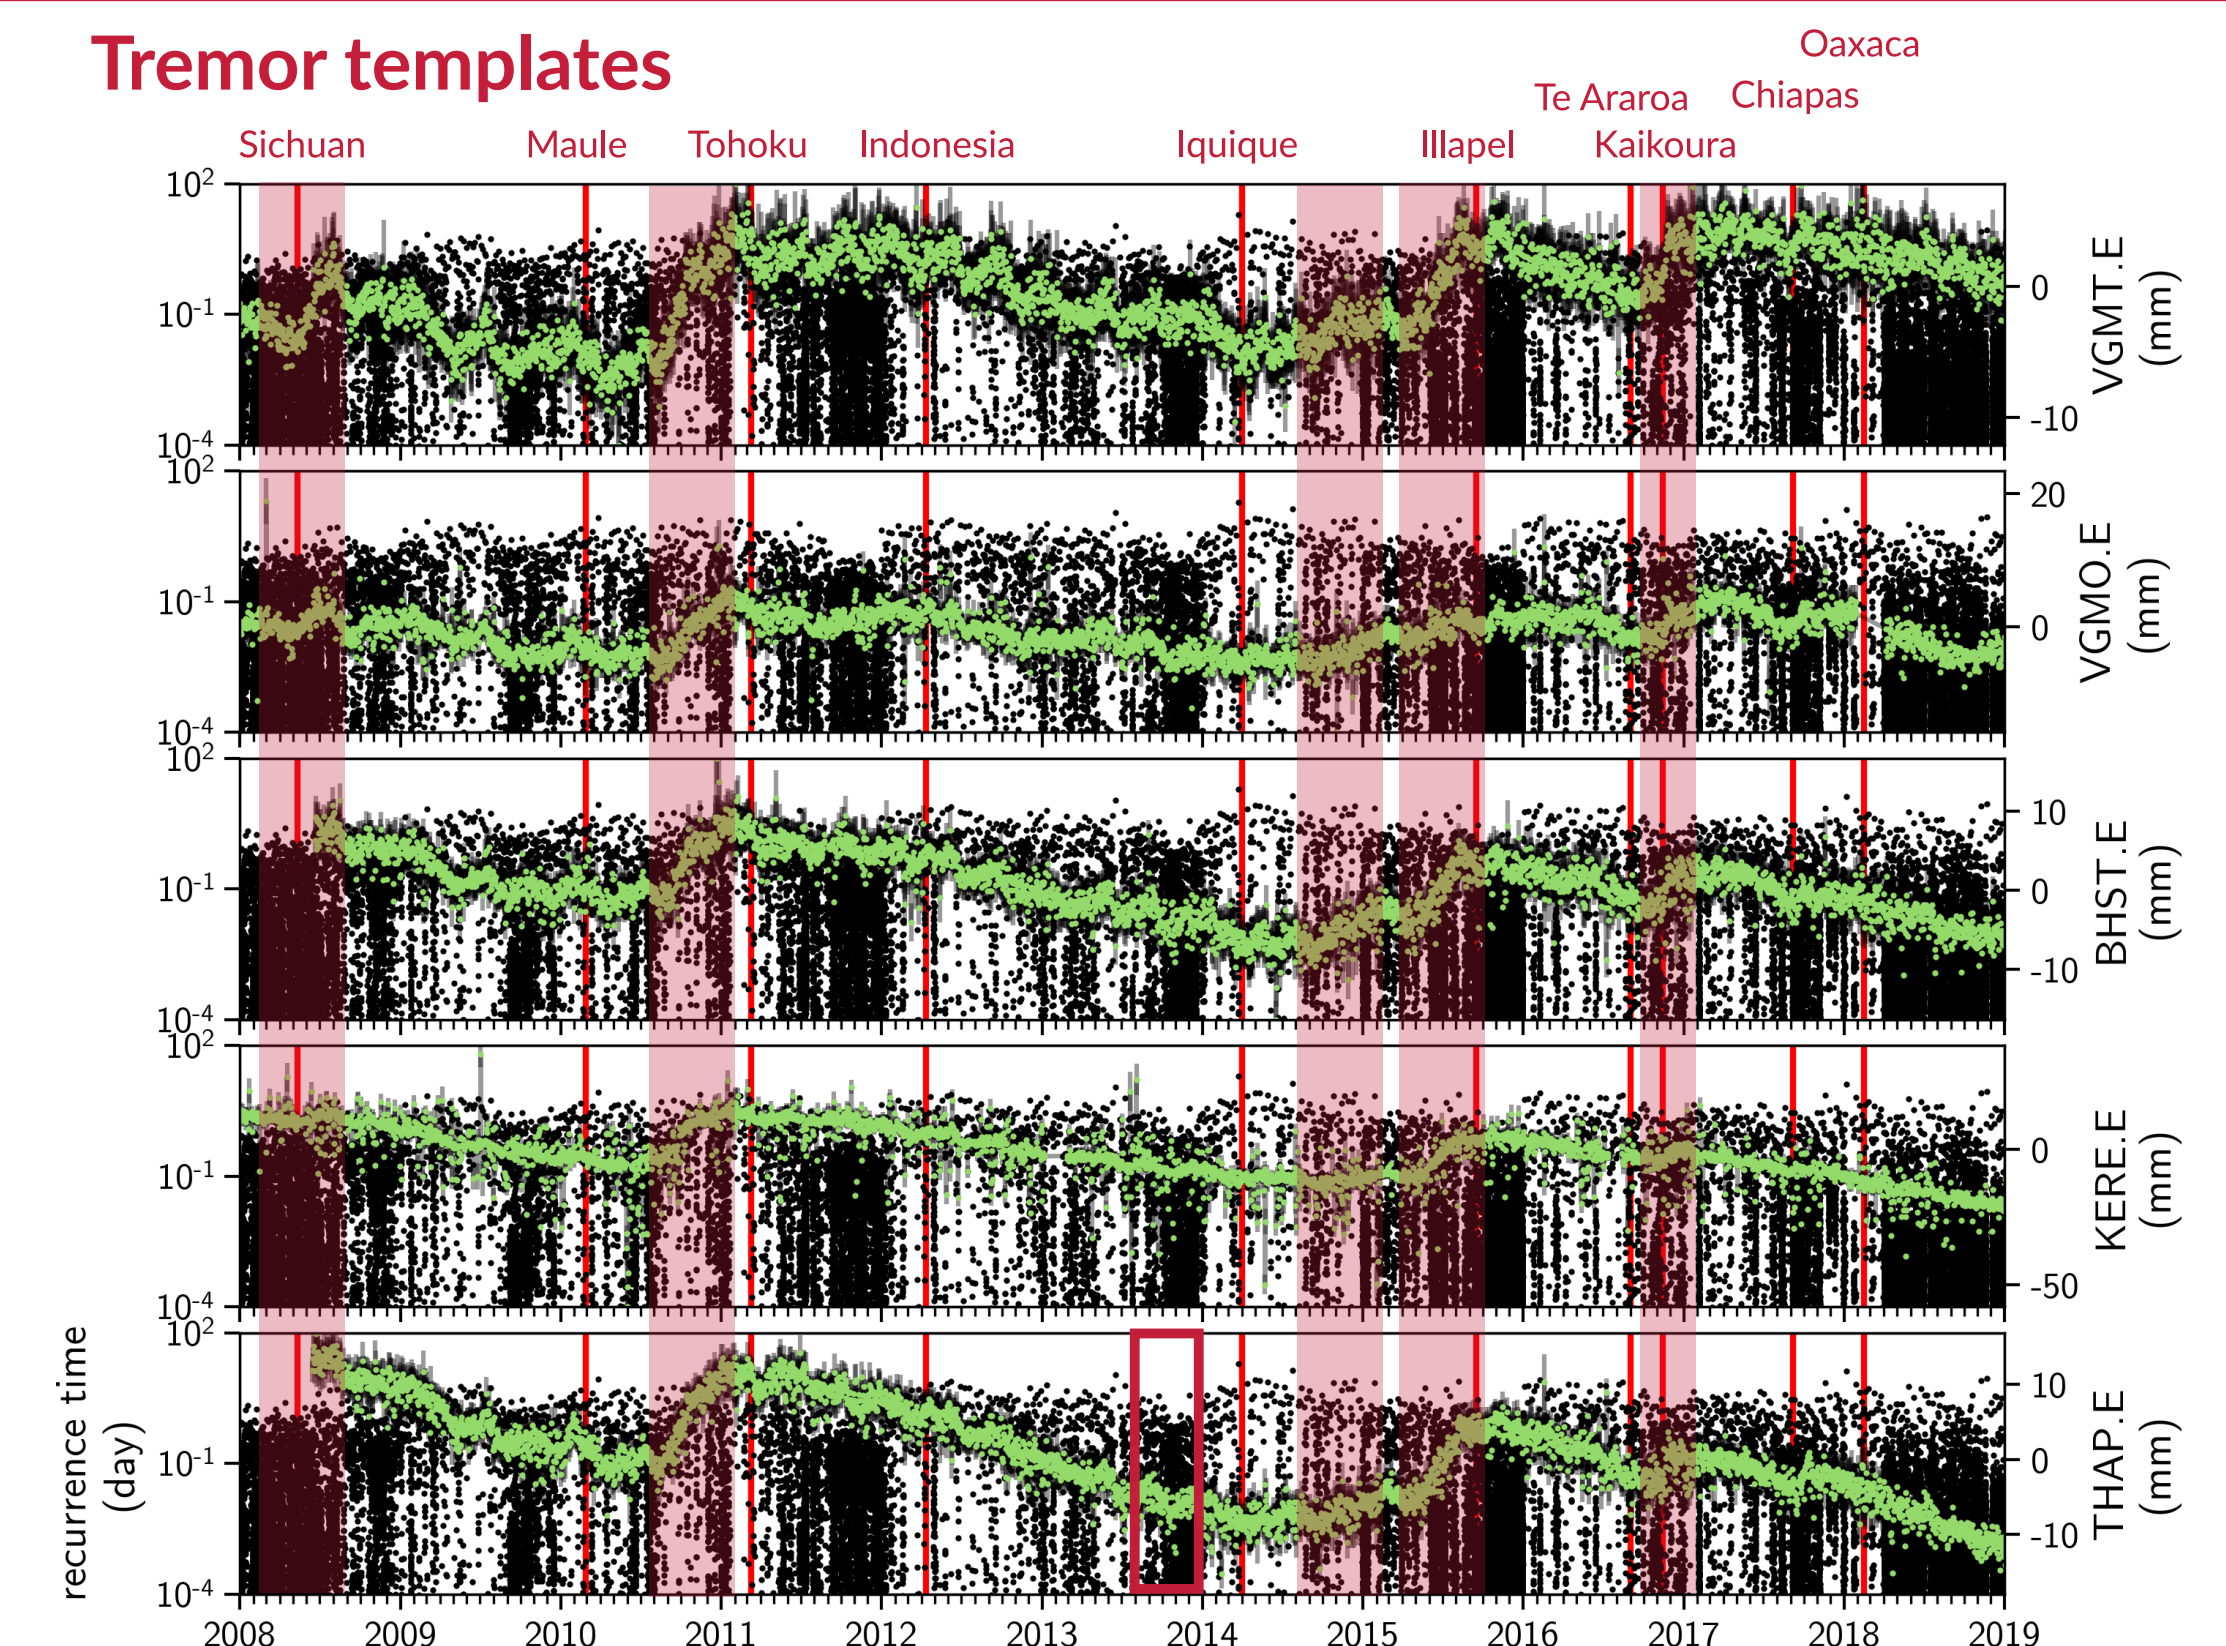 Tremor templates
Oaxaca
Te Araroa Chiapas
Sichuan Maule Tohoku Indonesia Iquique Illapel Kaikoura
10²
10⁻¹
10⁻⁴
0
-10
VGMT.E
(mm)
10²
10⁻¹
10⁻⁴
20
0
VGMO.E
(mm)
10²
10⁻¹
10⁻⁴
10
0
-10
BHST.E
(mm)
10²
10⁻¹
10⁻⁴
0
-50
KERE.E
(mm)
recurrence time
(day)
10²
10⁻¹
10⁻⁴
10
0
-10
THAP.E
(mm)
2008 2009 2010 2011 2012 2013 2014 2015 2016 2017 2018 2019